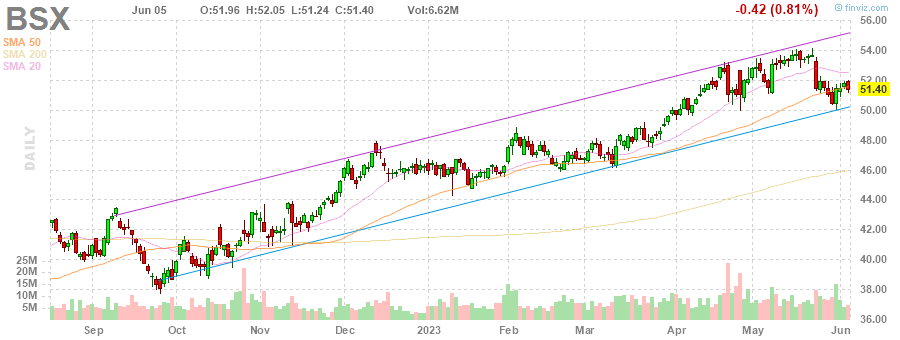 BSX
Jun 05 O:51.96 H:52.05 L:51.24 C:51.40 Vol:6.62M
-0.42 (0.81%)
© finviz.com
SMA 50
SMA 200
SMA 20
DAILY
56.00
54.00
52.00
51.40
50.00
48.00
46.00
44.00
42.00
40.00
38.00
36.00
25M
20M
15M
10M
5M
Sep Oct Nov Dec 2023 Feb Mar Apr May Jun